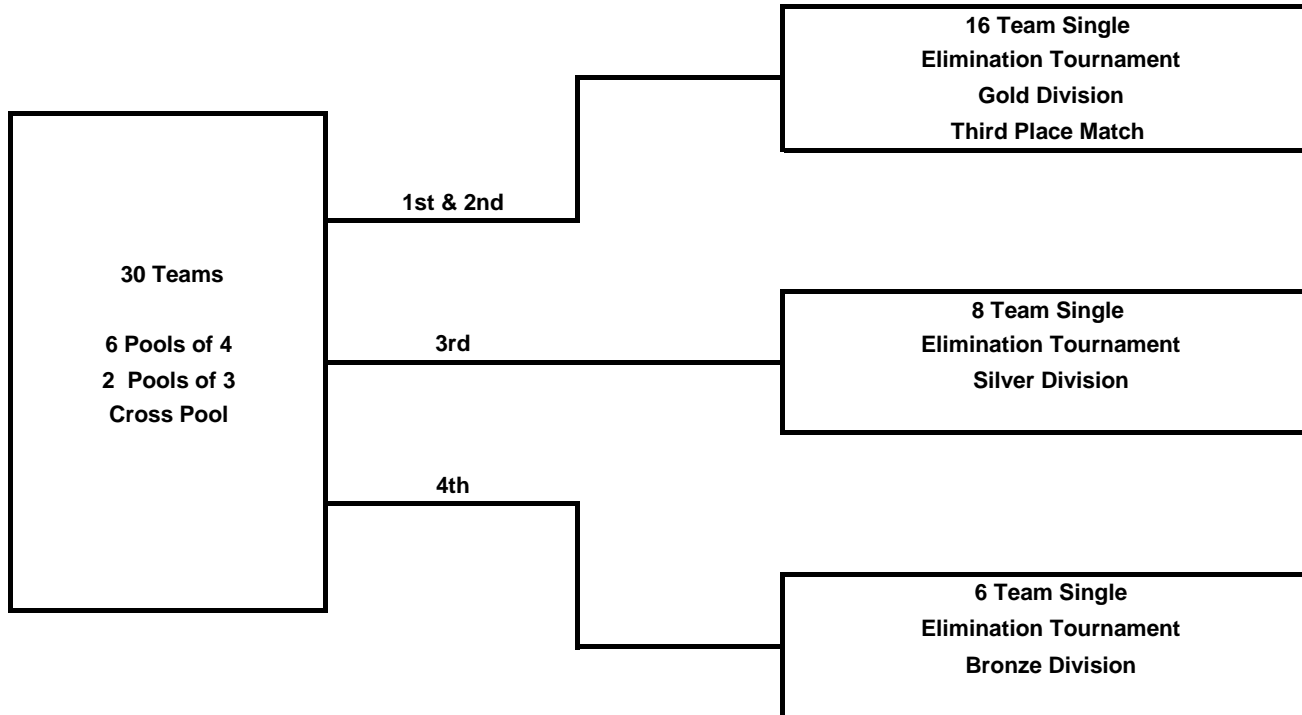 16 Team Single
Elimination Tournament
Gold Division
Third Place Match
1st & 2nd
30 Teams
6 Pools of 4
2 Pools of 3
Cross Pool
3rd
8 Team Single
Elimination Tournament
Silver Division
4th
6 Team Single
Elimination Tournament
Bronze Division